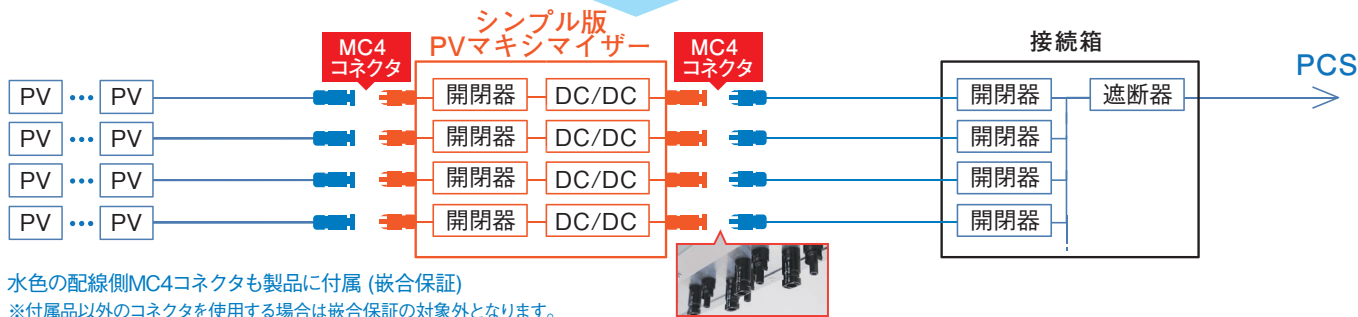 シンプル版
PVマキシマイザー
MC4
コネクタ
MC4
コネクタ
接続箱
PCS
PV ••• PV 開閉器 DC/DC 開閉器 遮断器
PV ••• PV 開閉器 DC/DC 開閉器
PV ••• PV 開閉器 DC/DC 開閉器
PV ••• PV 開閉器 DC/DC 開閉器
水色の配線側MC4コネクタも製品に付属 (嵌合保証)
※付属品以外のコネクタを使用する場合は嵌合保証の対象外となります。